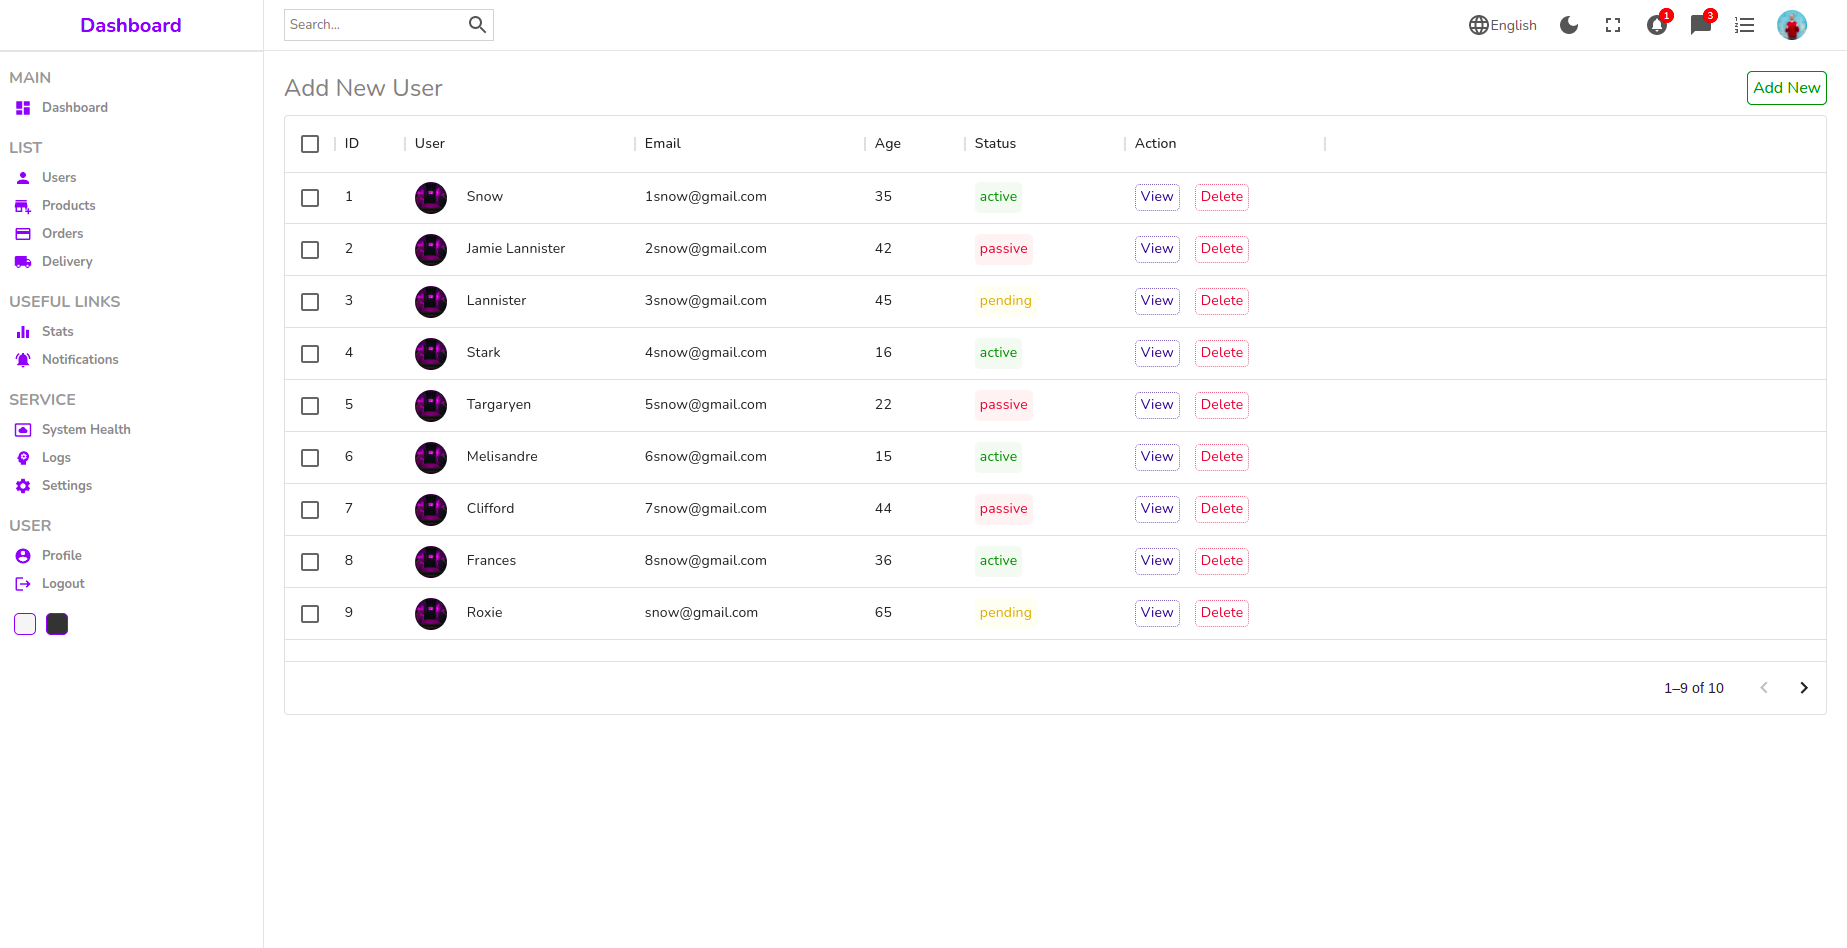 Dashboard
Search...
English
1
3
MAIN
Dashboard
LIST
Users
Products
Orders
Delivery
USEFUL LINKS
Stats
Notifications
SERVICE
System Health
Logs
Settings
USER
Profile
Logout
Add New User
Add New
ID User Email Age Status Action
1 Snow 1snow@gmail.com 35 active View Delete
2 Jamie Lannister 2snow@gmail.com 42 passive View Delete
3 Lannister 3snow@gmail.com 45 pending View Delete
4 Stark 4snow@gmail.com 16 active View Delete
5 Targaryen 5snow@gmail.com 22 passive View Delete
6 Melisandre 6snow@gmail.com 15 active View Delete
7 Clifford 7snow@gmail.com 44 passive View Delete
8 Frances 8snow@gmail.com 36 active View Delete
9 Roxie snow@gmail.com 65 pending View Delete
1–9 of 10